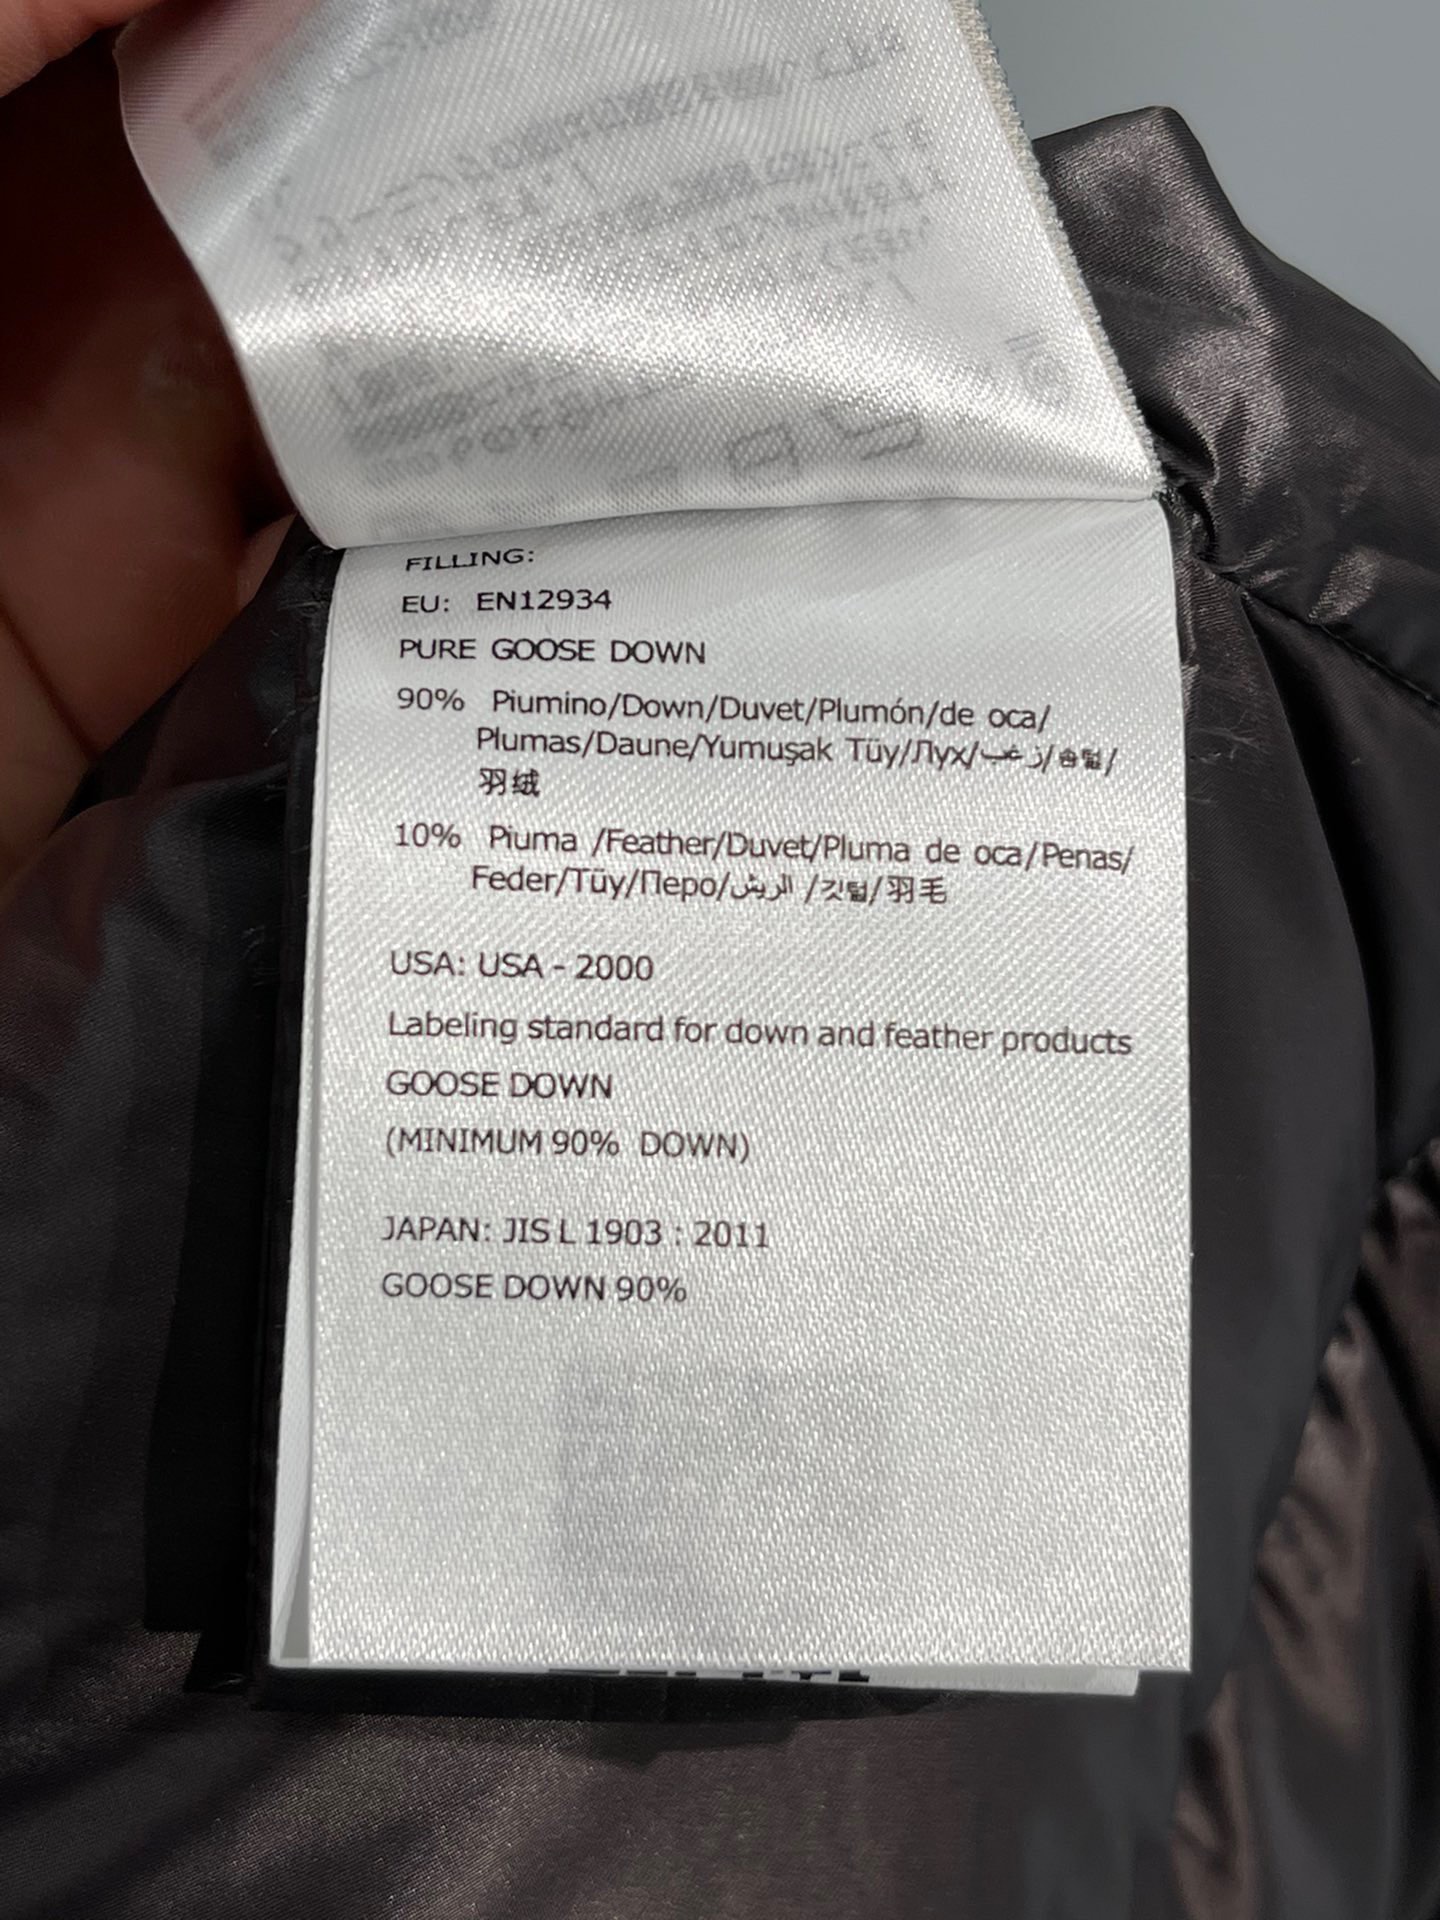 FILLING:
EU: EN12934
PURE GOOSE DOWN
90% Piumino/Down/Duvet/Plumón/de oca/
Plumas/Daune/Yumuşak Tüy/Лух/زغب/솜털/
羽绒
10% Piuma /Feather/Duvet/Pluma de oca/Penas/
Feder/Tüy/Перо/الريش /깃털/羽毛
USA: USA - 2000
Labeling standard for down and feather products
GOOSE DOWN
(MINIMUM 90% DOWN)
JAPAN: JIS L 1903 : 2011
GOOSE DOWN 90%